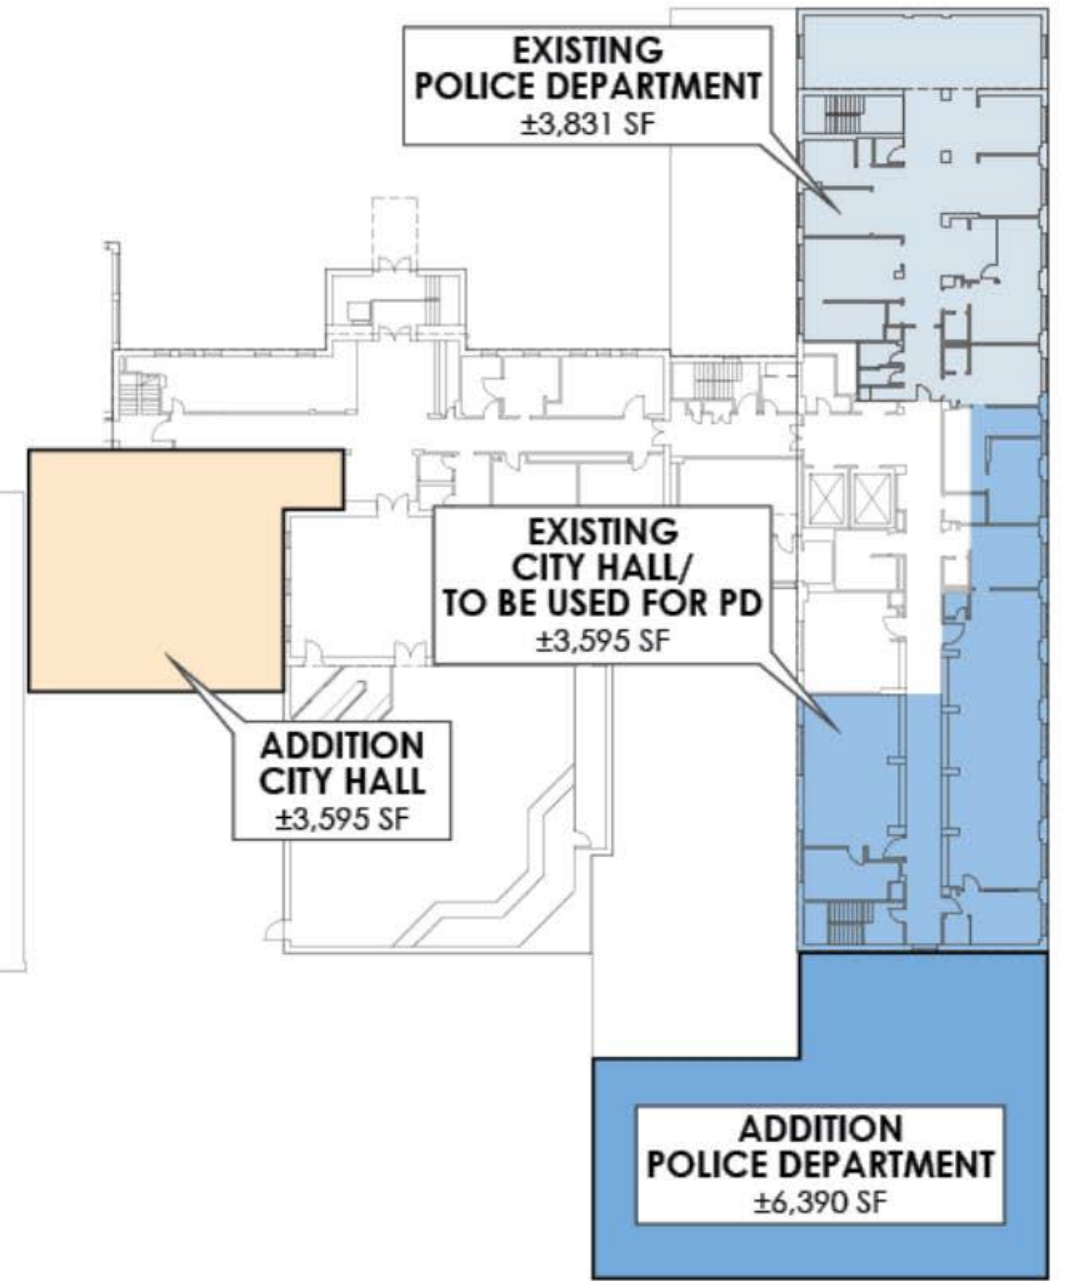 EXISTING
POLICE DEPARTMENT
±3,831 SF
EXISTING
CITY HALL/
TO BE USED FOR PD
±3,595 SF
ADDITION
CITY HALL
±3,595 SF
ADDITION
POLICE DEPARTMENT
±6,390 SF